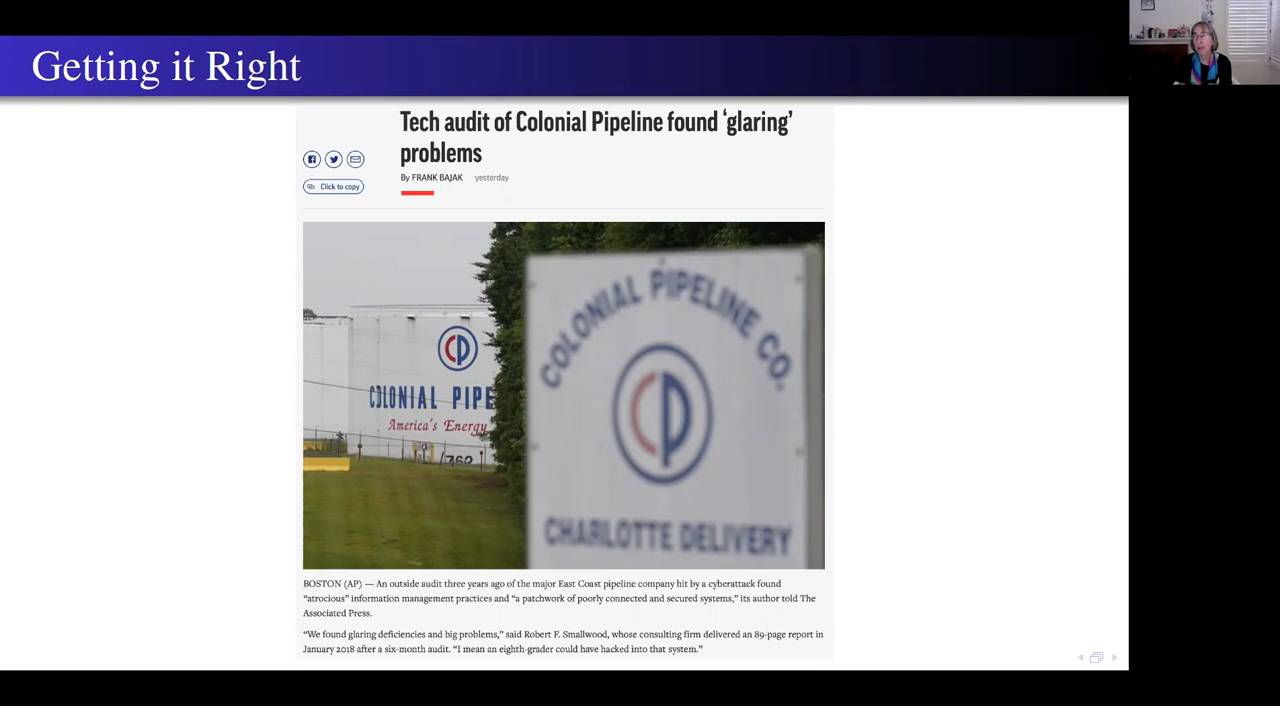 Getting it Right
Tech audit of Colonial Pipeline found ‘glaring’
problems
By FRANK BAJAK yesterday
Click to copy
CP
COLONIAL PIPE
America's Energy
762
COLONIAL PIPELINE CO.
CP
CHARLOTTE DELIVERY
BOSTON (AP) — An outside audit three years ago of the major East Coast pipeline company hit by a cyberattack found
“atrocious” information management practices and “a patchwork of poorly connected and secured systems,” its author told The
Associated Press.
“We found glaring deficiencies and big problems,” said Robert F. Smallwood, whose consulting firm delivered an 89-page report in
January 2018 after a six-month audit. “I mean an eighth-grader could have hacked into that system.”